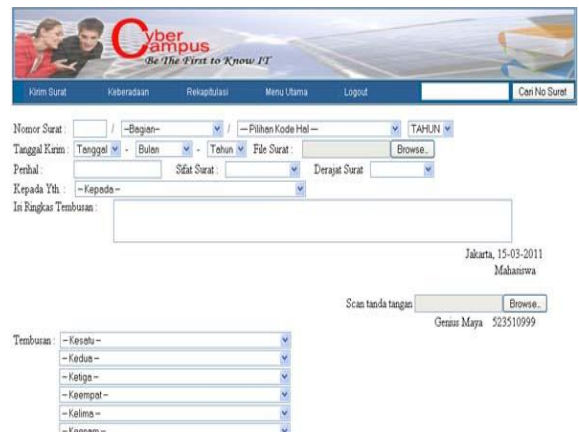 Cyber
Campus
Be The First to Know IT
Kirim Surat Keberadaan Rekapitulasi Menu Utama Logout Cari No Surat
Nomor Surat : / --Bagian-- / -- Pilihan Kode Hal -- TAHUN
Tanggal Kirim : Tanggal - Bulan - Tahun File Surat : Browse..
Perihal : Sifat Surat : Derajat Surat
Kepada Yth : -- Kepada --
Isi Ringkas Tembusan :
Jakarta, 15-03-2011
Mahasiswa
Scan tanda tangan Browse..
Genius Maya 523510999
Tembusan : -- Kesatu --
-- Kedua --
-- Ketiga --
-- Keempat --
-- Kelima --
-- Keenam --